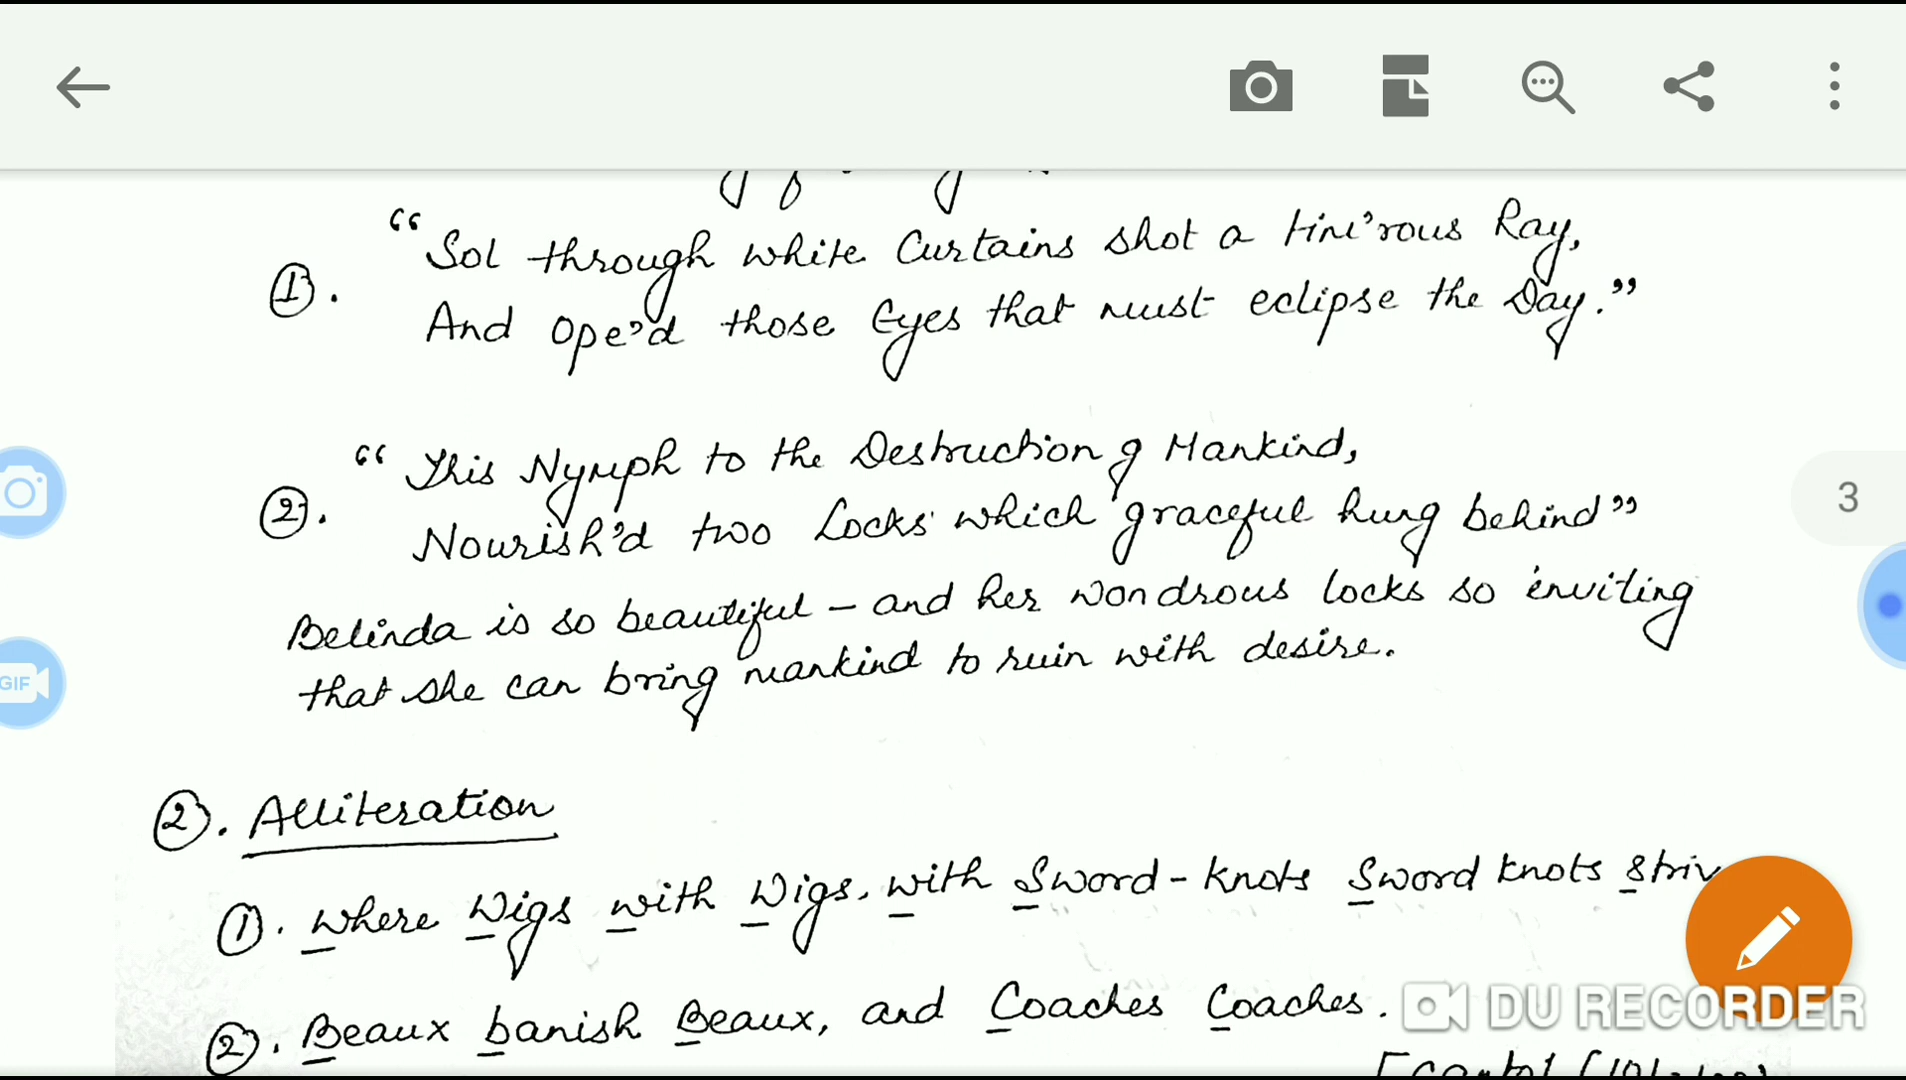 “Sol through white Curtains shot a tim'rous Ray,
①. And ope'd those Eyes that must eclipse the Day.”
“This Nymph to the Destruction of Mankind,
②. Nourish'd two Locks which graceful hung behind”
Belinda is so beautiful – and her wondrous locks so inviting
that she can bring mankind to ruin with desire.
3
GIF
②. Alliteration
①. Where Wigs with Wigs, with Sword-knots Sword knots striv
②. Beaux banish Beaux, and Coaches Coaches.
DU RECORDER